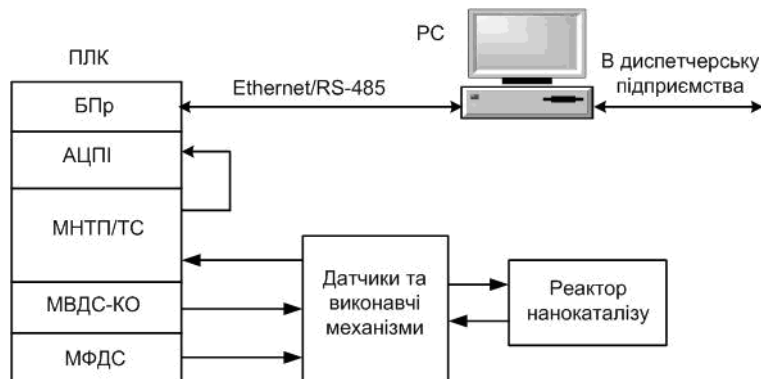 PC
ПЛК
В диспетчерську
підприємства
Ethernet/RS-485
БПр
АЦПІ
МНТП/ТС
Датчики та
виконавчі
механізми
Реактор
нанокаталізу
МВДС-КО
МФДС